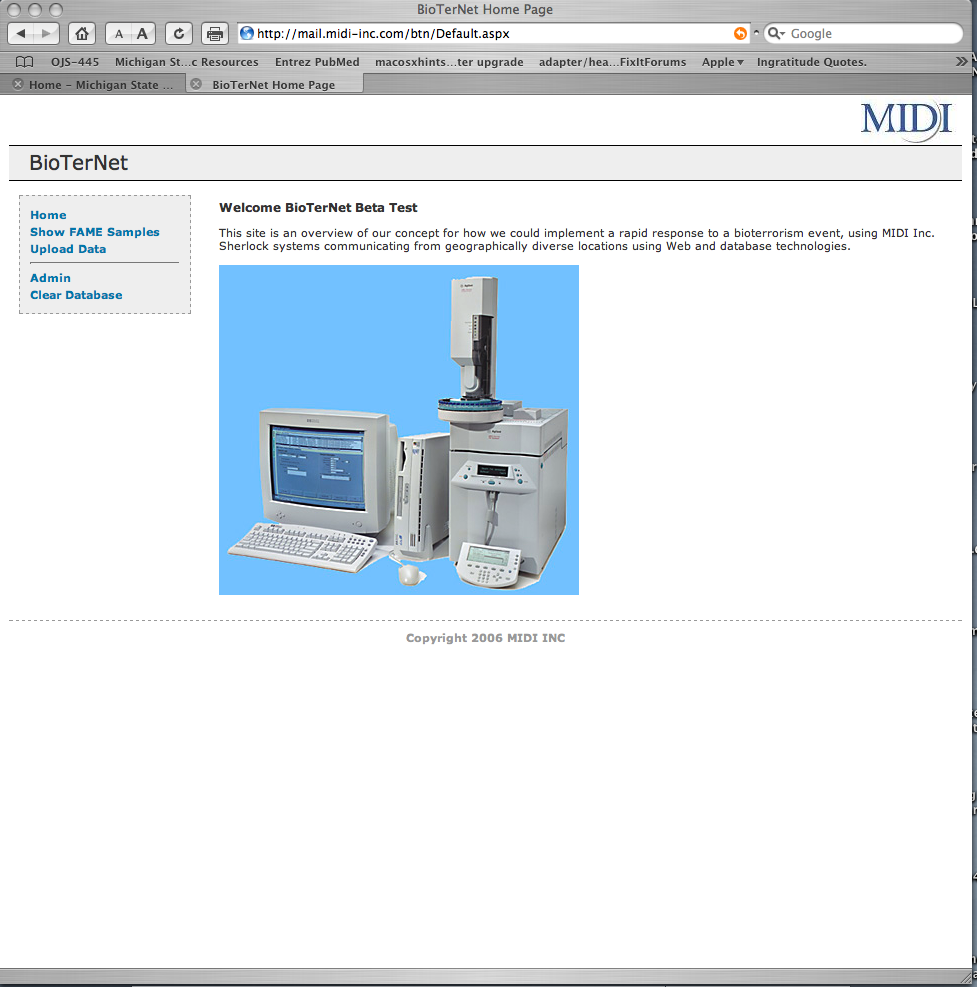 BioTerNet Home Page
A A
http://mail.midi-inc.com/btn/Default.aspx
Google
OJS-445 Michigan St...c Resources Entrez PubMed macosxhints...ter upgrade adapter/hea...FixItForums Apple Ingratitude Quotes.
Home – Michigan State ...
BioTerNet Home Page
MIDI
BioTerNet
Home
Show FAME Samples
Upload Data
Admin
Clear Database
Welcome BioTerNet Beta Test
This site is an overview of our concept for how we could implement a rapid response to a bioterrorism event, using MIDI Inc.
Sherlock systems communicating from geographically diverse locations using Web and database technologies.
Copyright 2006 MIDI INC